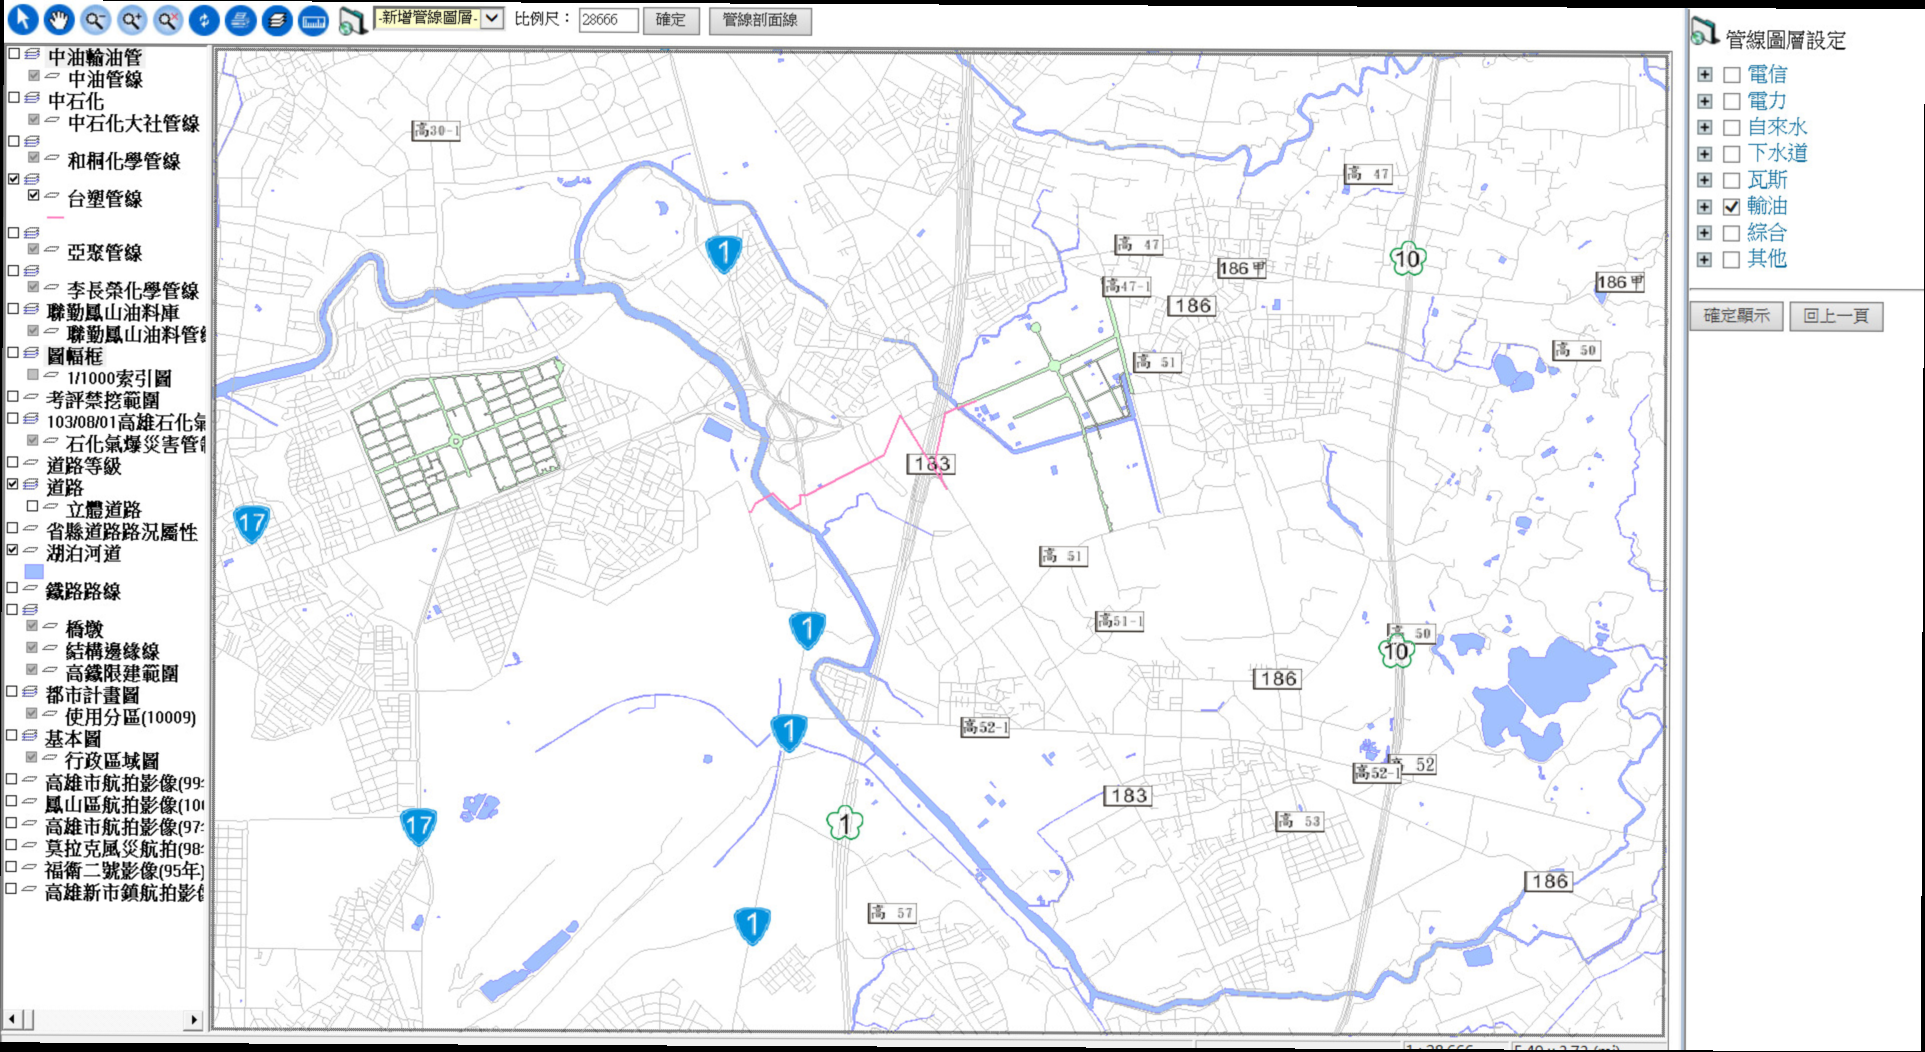 -新增管線圖層-
比例尺：
28666
確定
管線剖面線
中油輸油管
中油管線
中石化
中石化大社管線
和桐化學管線
台塑管線
亞聚管線
李長榮化學管線
聯勤鳳山油料庫
聯勤鳳山油料管
圖幅框
1/1000索引圖
考評禁挖範圍
103/08/01高雄石化氣
石化氣爆災害管
道路等級
道路
立體道路
省縣道路路況屬性
湖泊河道
鐵路路線
橋墩
結構邊緣線
高鐵限建範圍
都市計畫圖
使用分區(10009)
基本圖
行政區域圖
高雄市航拍影像(99
鳳山區航拍影像(10
高雄市航拍影像(97
莫拉克風災航拍(98
福衛二號影像(95年)
高雄新市鎮航拍影像
高30-1
高 47
1
高 47
10
186甲
186甲
高47-1
186
高 50
高 51
183
17
高 51
高51-1
1
高 50
10
186
高52-1
1
高 52
高52-1
183
高 53
1
17
186
高 57
1
管線圖層設定
電信
電力
自來水
下水道
瓦斯
輸油
綜合
其他
確定顯示
回上一頁